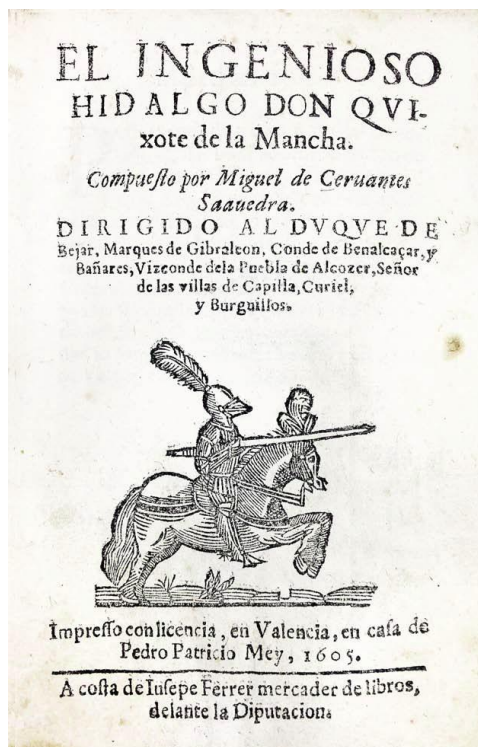 EL INGENIOSO
HIDALGO DON QVI-
xote de la Mancha.
Compueſto por Miguel de Ceruantes
Saauedra.
DIRIGIDO AL DVQVE DE
Bejar, Marques de Gibraleon, Conde de Benalcaçar, y
Bañares, Vizconde dela Puebla de Alcozer, Señor
de las villas de Capilla, Curiel,
y Burguillos.
Impreſſo con licencia, en Valencia, en caſa de
Pedro Patricio Mey, 1605.
A coſta de Iuſepe Ferrer mercader de libros,
delante la Diputacion.